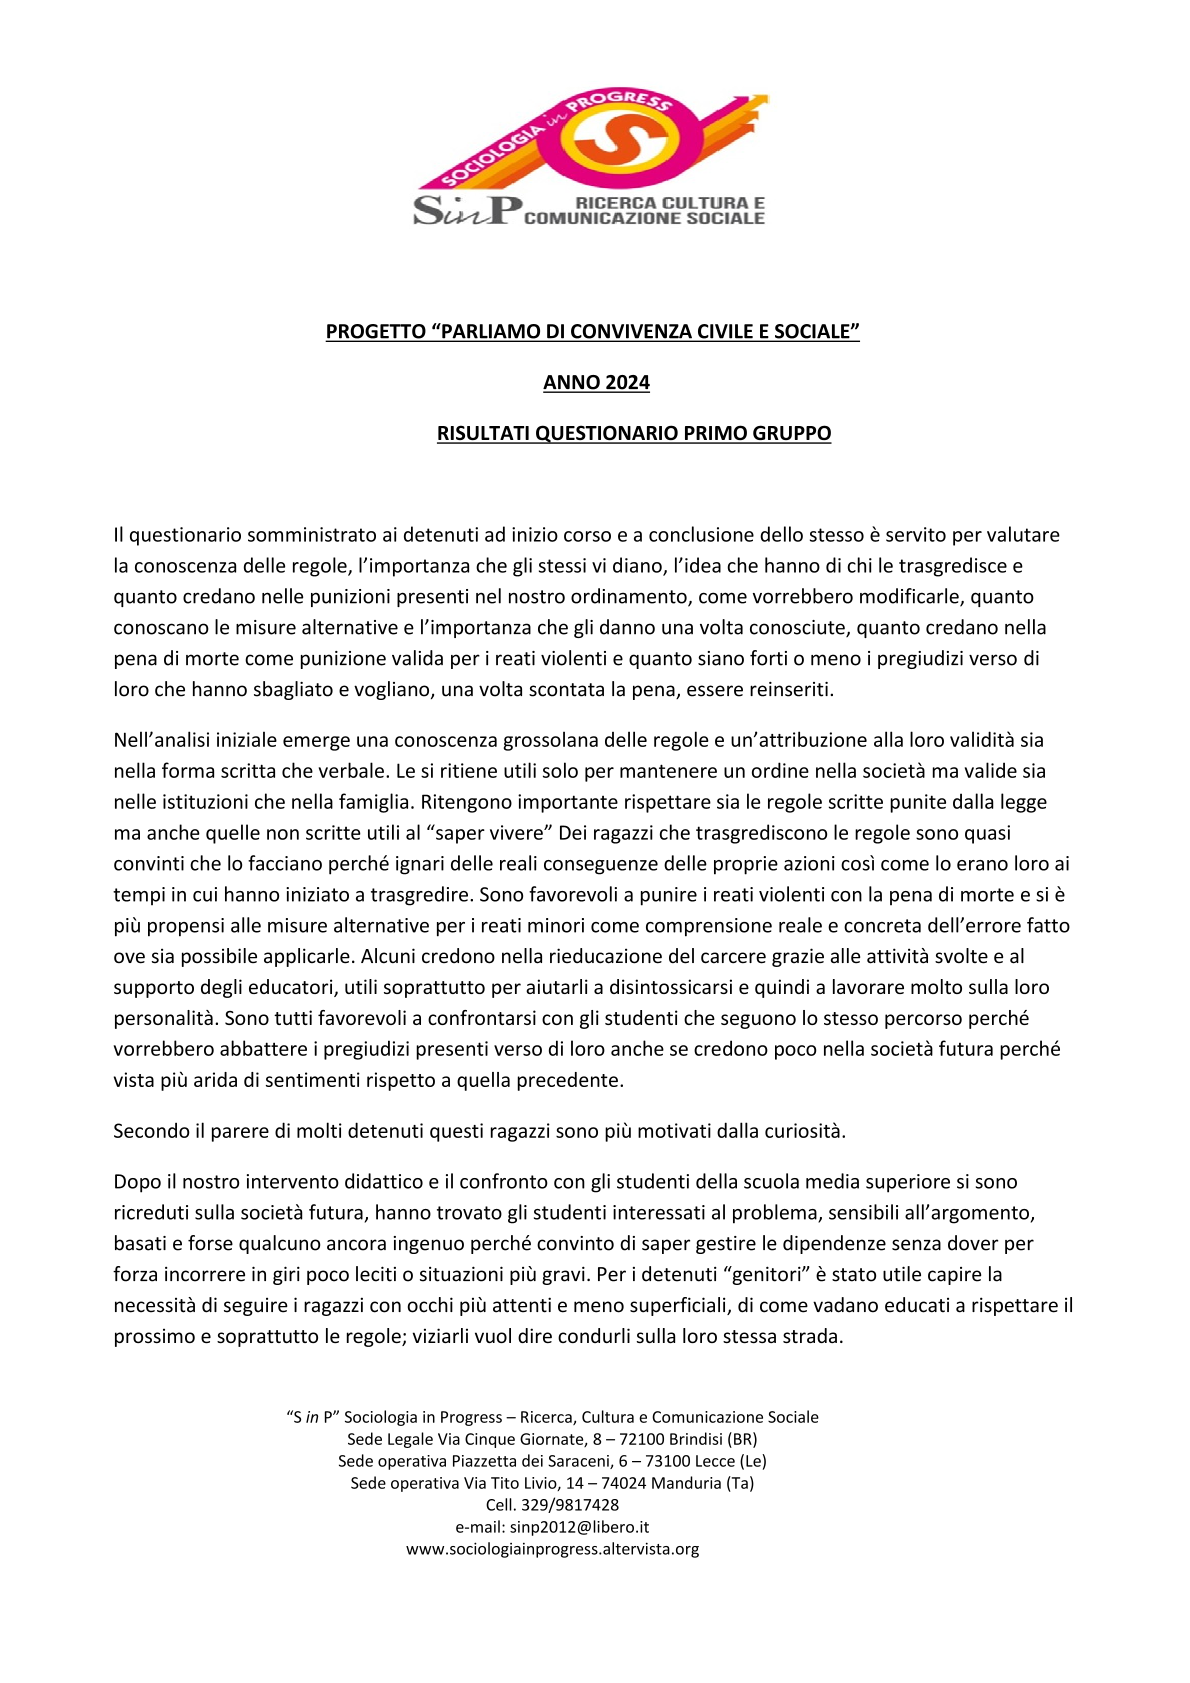 SOCIOLOGIA in PROGRESS
S
SinP RICERCA CULTURA E
COMUNICAZIONE SOCIALE
PROGETTO “PARLIAMO DI CONVIVENZA CIVILE E SOCIALE”
ANNO 2024
RISULTATI QUESTIONARIO PRIMO GRUPPO
Il questionario somministrato ai detenuti ad inizio corso e a conclusione dello stesso è servito per valutare
la conoscenza delle regole, l’importanza che gli stessi vi diano, l’idea che hanno di chi le trasgredisce e
quanto credano nelle punizioni presenti nel nostro ordinamento, come vorrebbero modificarle, quanto
conoscano le misure alternative e l’importanza che gli danno una volta conosciute, quanto credano nella
pena di morte come punizione valida per i reati violenti e quanto siano forti o meno i pregiudizi verso di
loro che hanno sbagliato e vogliano, una volta scontata la pena, essere reinseriti.
Nell’analisi iniziale emerge una conoscenza grossolana delle regole e un’attribuzione alla loro validità sia
nella forma scritta che verbale. Le si ritiene utili solo per mantenere un ordine nella società ma valide sia
nelle istituzioni che nella famiglia. Ritengono importante rispettare sia le regole scritte punite dalla legge
ma anche quelle non scritte utili al “saper vivere” Dei ragazzi che trasgrediscono le regole sono quasi
convinti che lo facciano perché ignari delle reali conseguenze delle proprie azioni così come lo erano loro ai
tempi in cui hanno iniziato a trasgredire. Sono favorevoli a punire i reati violenti con la pena di morte e si è
più propensi alle misure alternative per i reati minori come comprensione reale e concreta dell’errore fatto
ove sia possibile applicarle. Alcuni credono nella rieducazione del carcere grazie alle attività svolte e al
supporto degli educatori, utili soprattutto per aiutarli a disintossicarsi e quindi a lavorare molto sulla loro
personalità. Sono tutti favorevoli a confrontarsi con gli studenti che seguono lo stesso percorso perché
vorrebbero abbattere i pregiudizi presenti verso di loro anche se credono poco nella società futura perché
vista più arida di sentimenti rispetto a quella precedente.
Secondo il parere di molti detenuti questi ragazzi sono più motivati dalla curiosità.
Dopo il nostro intervento didattico e il confronto con gli studenti della scuola media superiore si sono
ricreduti sulla società futura, hanno trovato gli studenti interessati al problema, sensibili all’argomento,
basati e forse qualcuno ancora ingenuo perché convinto di saper gestire le dipendenze senza dover per
forza incorrere in giri poco leciti o situazioni più gravi. Per i detenuti “genitori” è stato utile capire la
necessità di seguire i ragazzi con occhi più attenti e meno superficiali, di come vadano educati a rispettare il
prossimo e soprattutto le regole; viziarli vuol dire condurli sulla loro stessa strada.
“S in P” Sociologia in Progress – Ricerca, Cultura e Comunicazione Sociale
Sede Legale Via Cinque Giornate, 8 – 72100 Brindisi (BR)
Sede operativa Piazzetta dei Saraceni, 6 – 73100 Lecce (Le)
Sede operativa Via Tito Livio, 14 – 74024 Manduria (Ta)
Cell. 329/9817428
e-mail: sinp2012@libero.it
www.sociologiainprogress.altervista.org